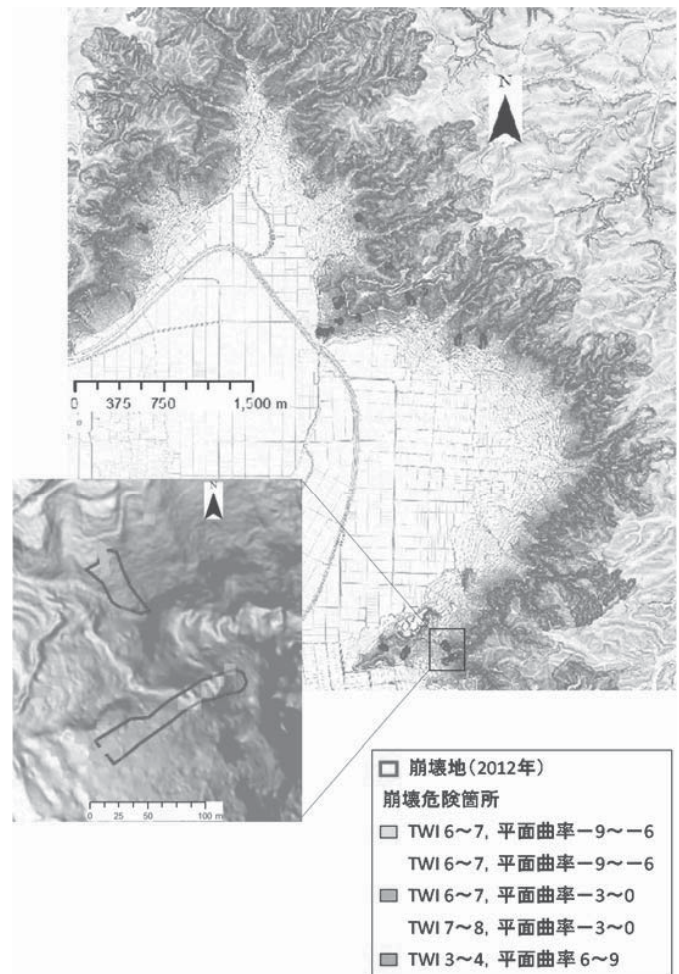 N
0 375 750 1,500 m
N
0 25 50 100 m
崩壊地(2012年)
崩壊危険箇所
TWI 6～7, 平面曲率－9～－6
TWI 6～7, 平面曲率－9～－6
TWI 6～7, 平面曲率－3～0
TWI 7～8, 平面曲率－3～0
TWI 3～4, 平面曲率 6～9